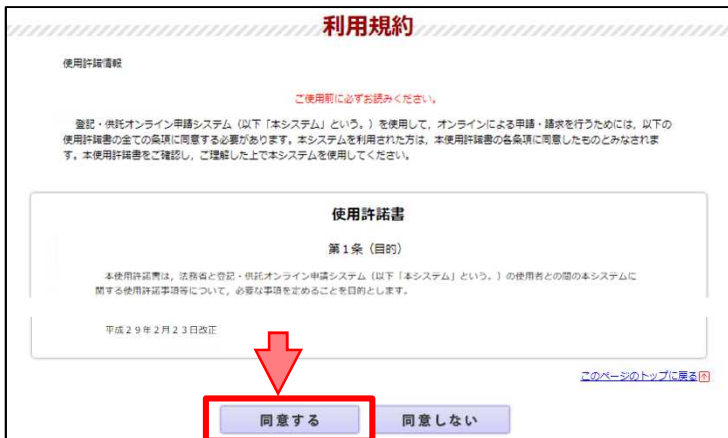 利用規約
使用許諾情報
ご使用前に必ずお読みください。
登記・供託オンライン申請システム（以下「本システム」という。）を使用して，オンラインによる申請・請求を行うためには，以下の
使用許諾書の全ての条項に同意する必要があります。本システムを利用された方は，本使用許諾書の各条項に同意したものとみなされま
す。本使用許諾書をご確認し，ご理解した上で本システムを使用してください。
使用許諾書
第１条（目的）
本使用許諾書は，法務省と登記・供託オンライン申請システム（以下「本システム」という。）の使用者との間の本システムに
関する使用許諾事項等について，必要な事項を定めることを目的とします。
平成２９年２月２３日改正
このページのトップに戻る
同意する
同意しない